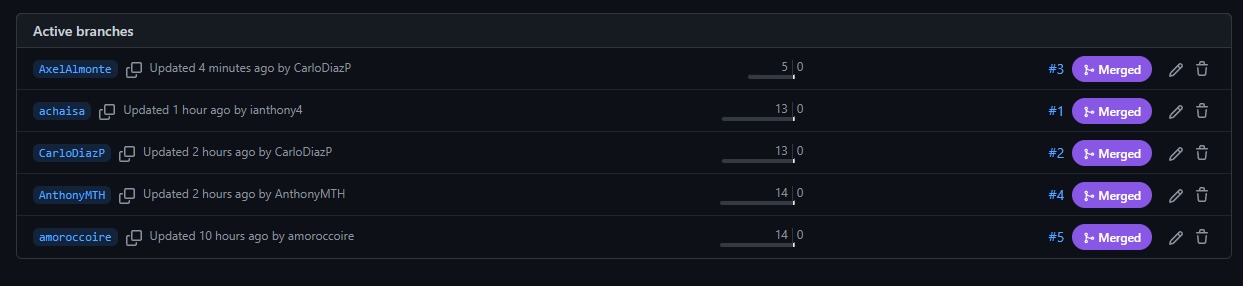 Active branches
AxelAlmonte Updated 4 minutes ago by CarloDiazP 5 0 #3 Merged
achaisa Updated 1 hour ago by ianthony4 13 0 #1 Merged
CarloDiazP Updated 2 hours ago by CarloDiazP 13 0 #2 Merged
AnthonyMTH Updated 2 hours ago by AnthonyMTH 14 0 #4 Merged
amoroccoire Updated 10 hours ago by amoroccoire 14 0 #5 Merged